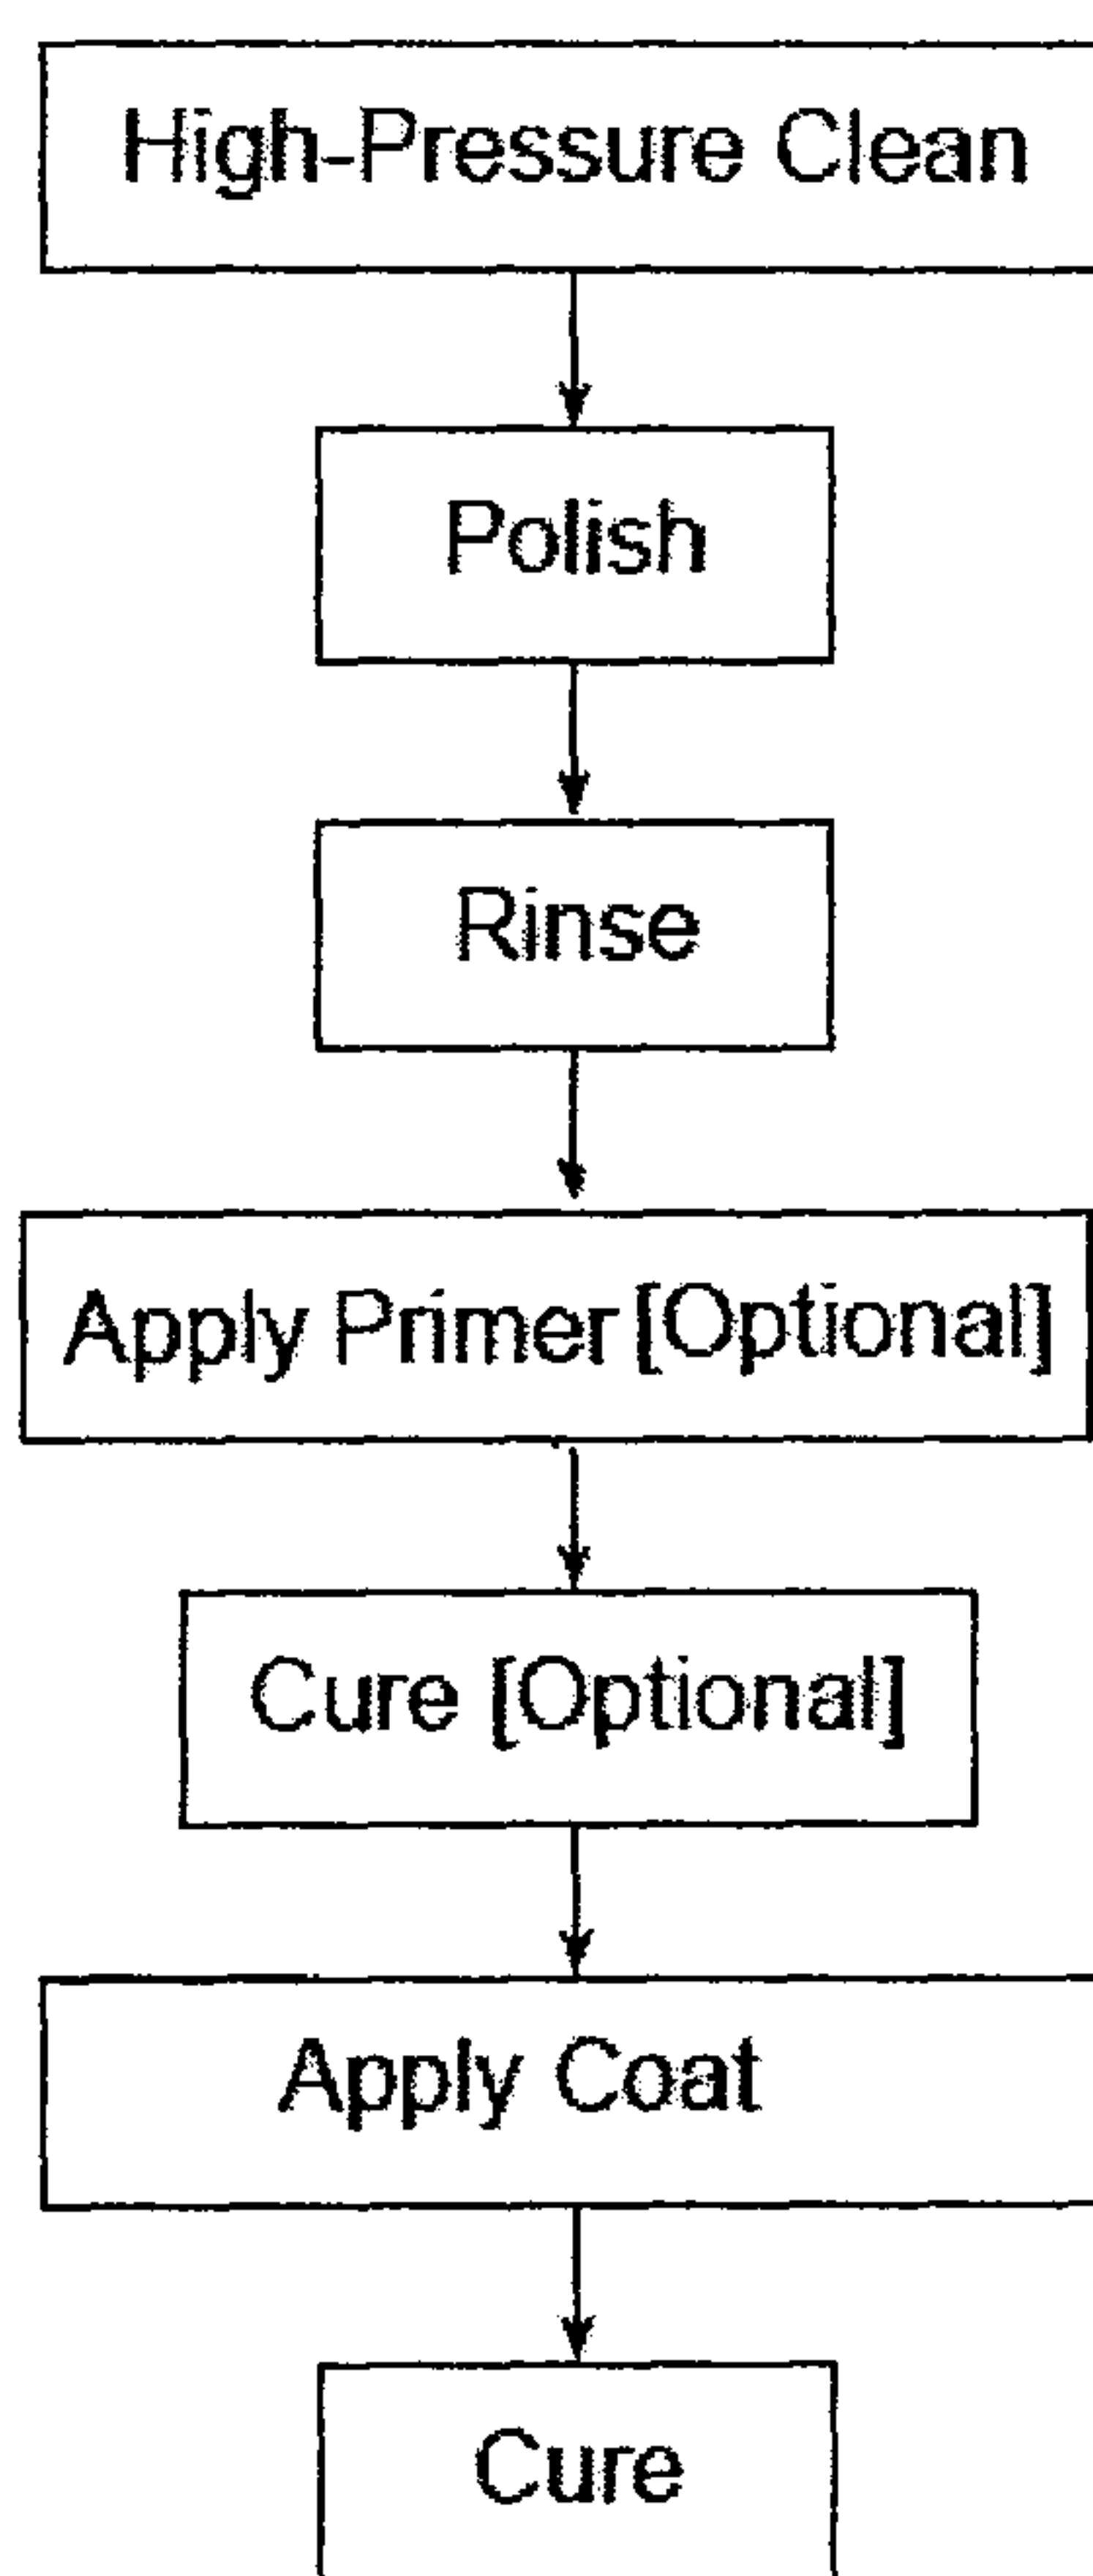 High-Pressure Clean
Polish
Rinse
Apply Primer [Optional]
Cure [Optional]
Apply Coat
Cure